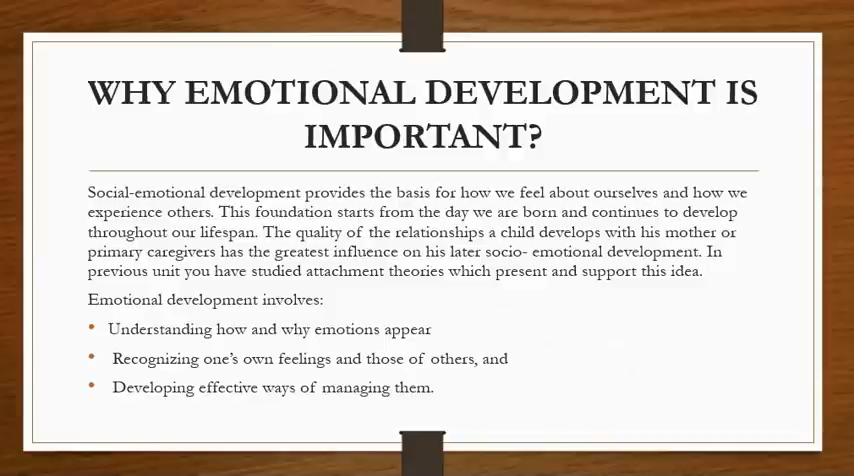 WHY EMOTIONAL DEVELOPMENT IS
IMPORTANT?
Social-emotional development provides the basis for how we feel about ourselves and how we
experience others. This foundation starts from the day we are born and continues to develop
throughout our lifespan. The quality of the relationships a child develops with his mother or
primary caregivers has the greatest influence on his later socio- emotional development. In
previous unit you have studied attachment theories which present and support this idea.
Emotional development involves:
• Understanding how and why emotions appear
• Recognizing one's own feelings and those of others, and
• Developing effective ways of managing them.